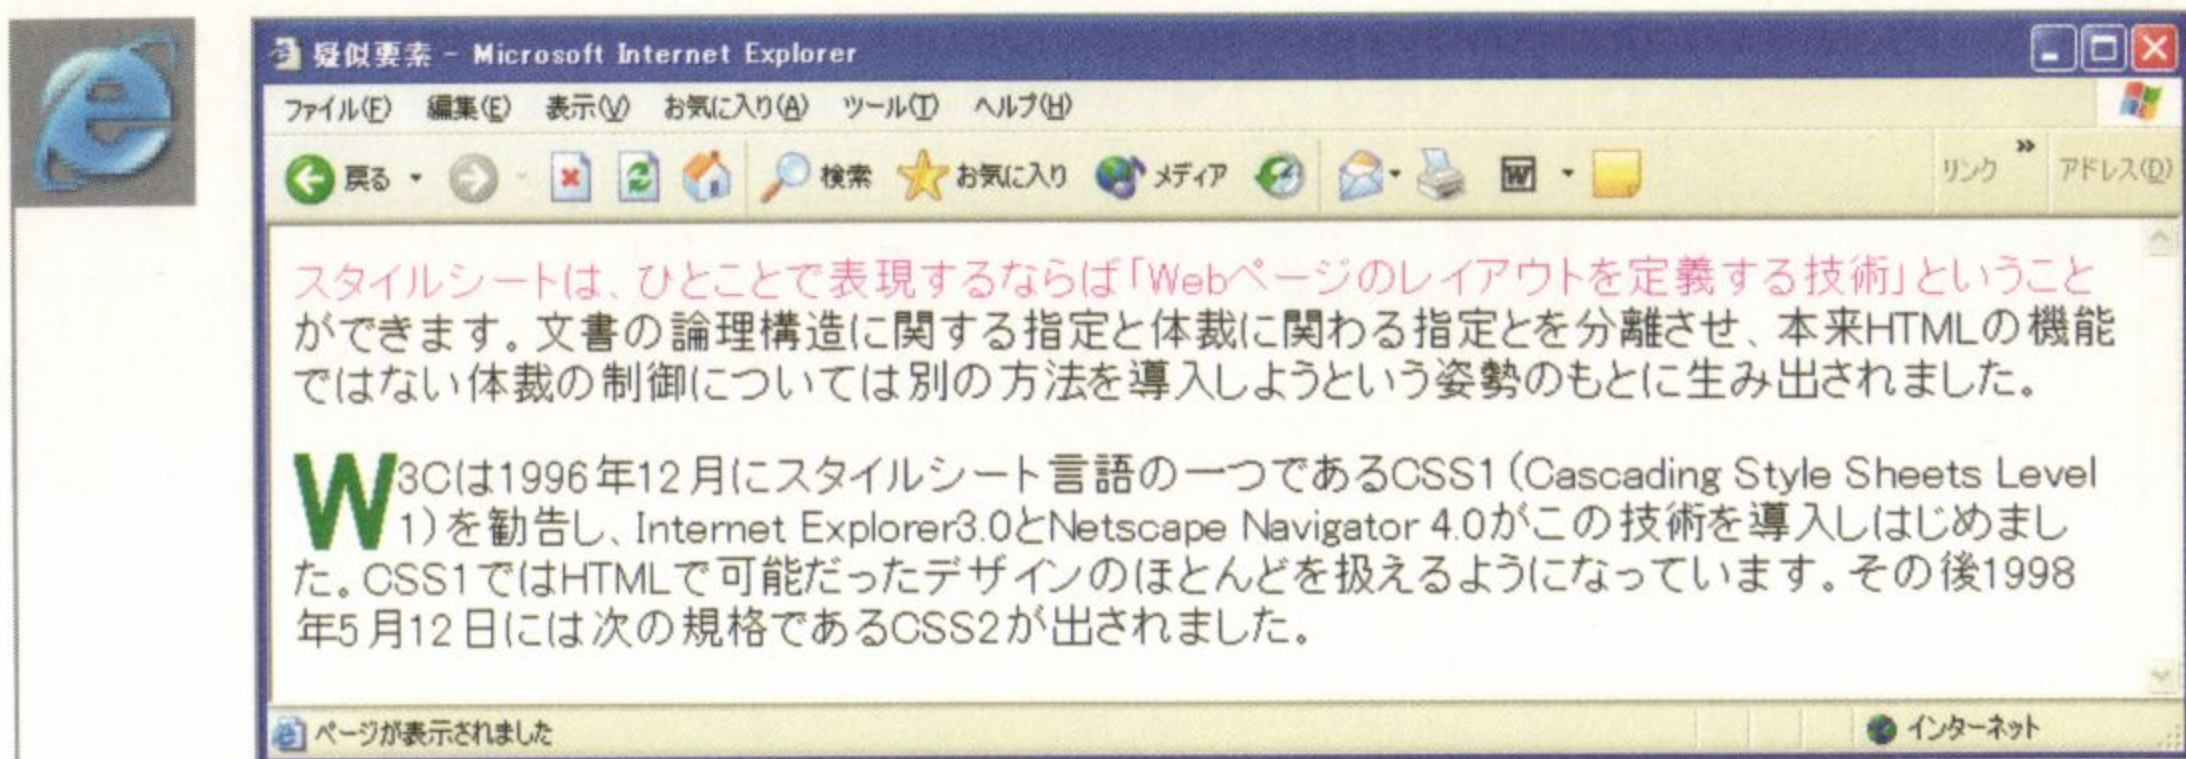 疑似要素 - Microsoft Internet Explorer
ファイル(F) 編集(E) 表示(V) お気に入り(A) ツール(T) ヘルプ(H)
戻る 検索 お気に入り メディア リンク » アドレス(D)
スタイルシートは、ひとことで表現するならば「Webページのレイアウトを定義する技術」ということ
ができます。文書の論理構造に関する指定と体裁に関わる指定とを分離させ、本来HTMLの機能
ではない体裁の制御については別の方法を導入しようという姿勢のもとに生み出されました。
W3Cは1996年12月にスタイルシート言語の一つであるCSS1(Cascading Style Sheets Level
1)を勧告し、Internet Explorer3.0とNetscape Navigator 4.0がこの技術を導入しはじめまし
た。CSS1ではHTMLで可能だったデザインのほとんどを扱えるようになっています。その後1998
年5月12日には次の規格であるCSS2が出されました。
ページが表示されました インターネット